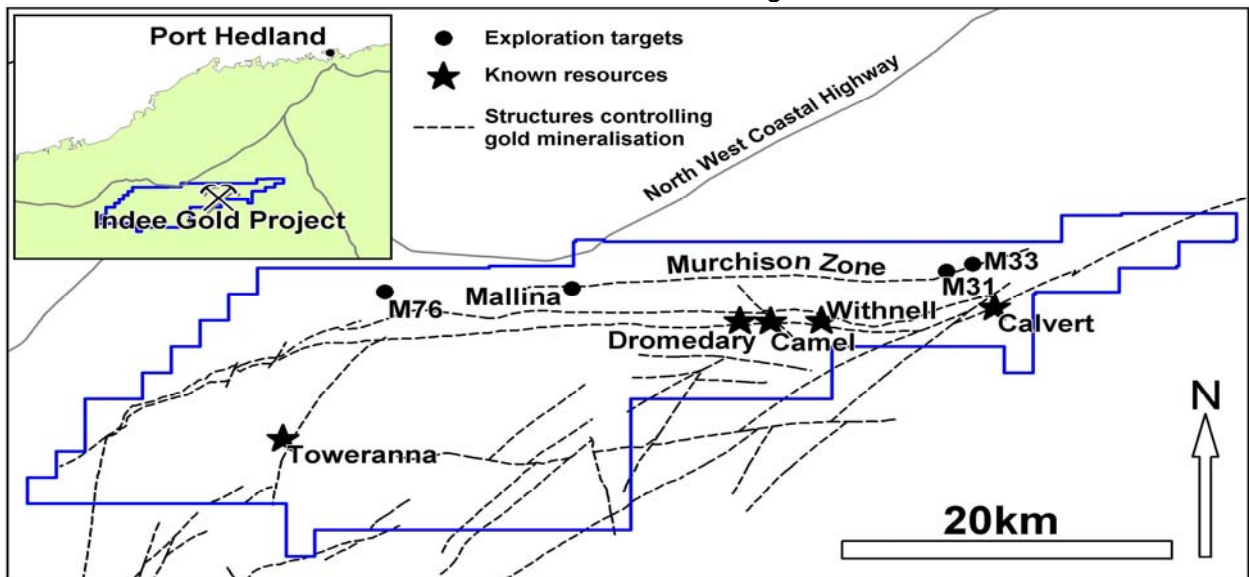 Port Hedland
Indee Gold Project
Exploration targets
Known resources
Structures controlling
gold mineralisation
North West Coastal Highway
Murchison Zone
M33
M31
Mallina
M76
Withnell
Calvert
Dromedary
Camel
Toweranna
N
20km